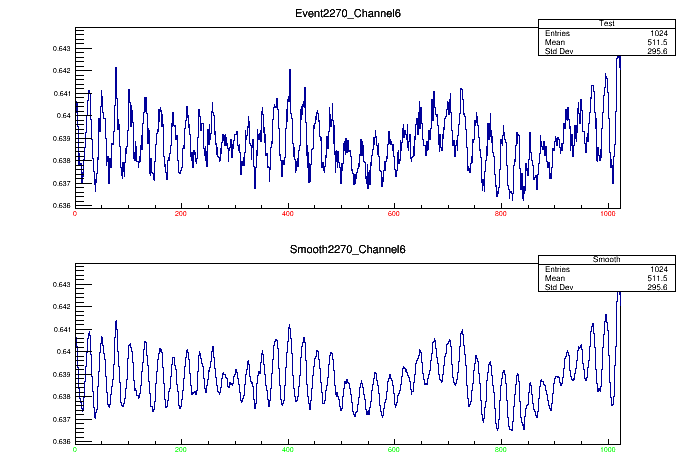 Event2270_Channel6
Test
Entries 1024
Mean 511.5
Std Dev 295.6
0.643
0.642
0.641
0.64
0.639
0.638
0.637
0.636
0 200 400 600 800 1000
Smooth2270_Channel6
Smooth
Entries 1024
Mean 511.5
Std Dev 295.6
0.643
0.642
0.641
0.64
0.639
0.638
0.637
0.636
0 200 400 600 800 1000